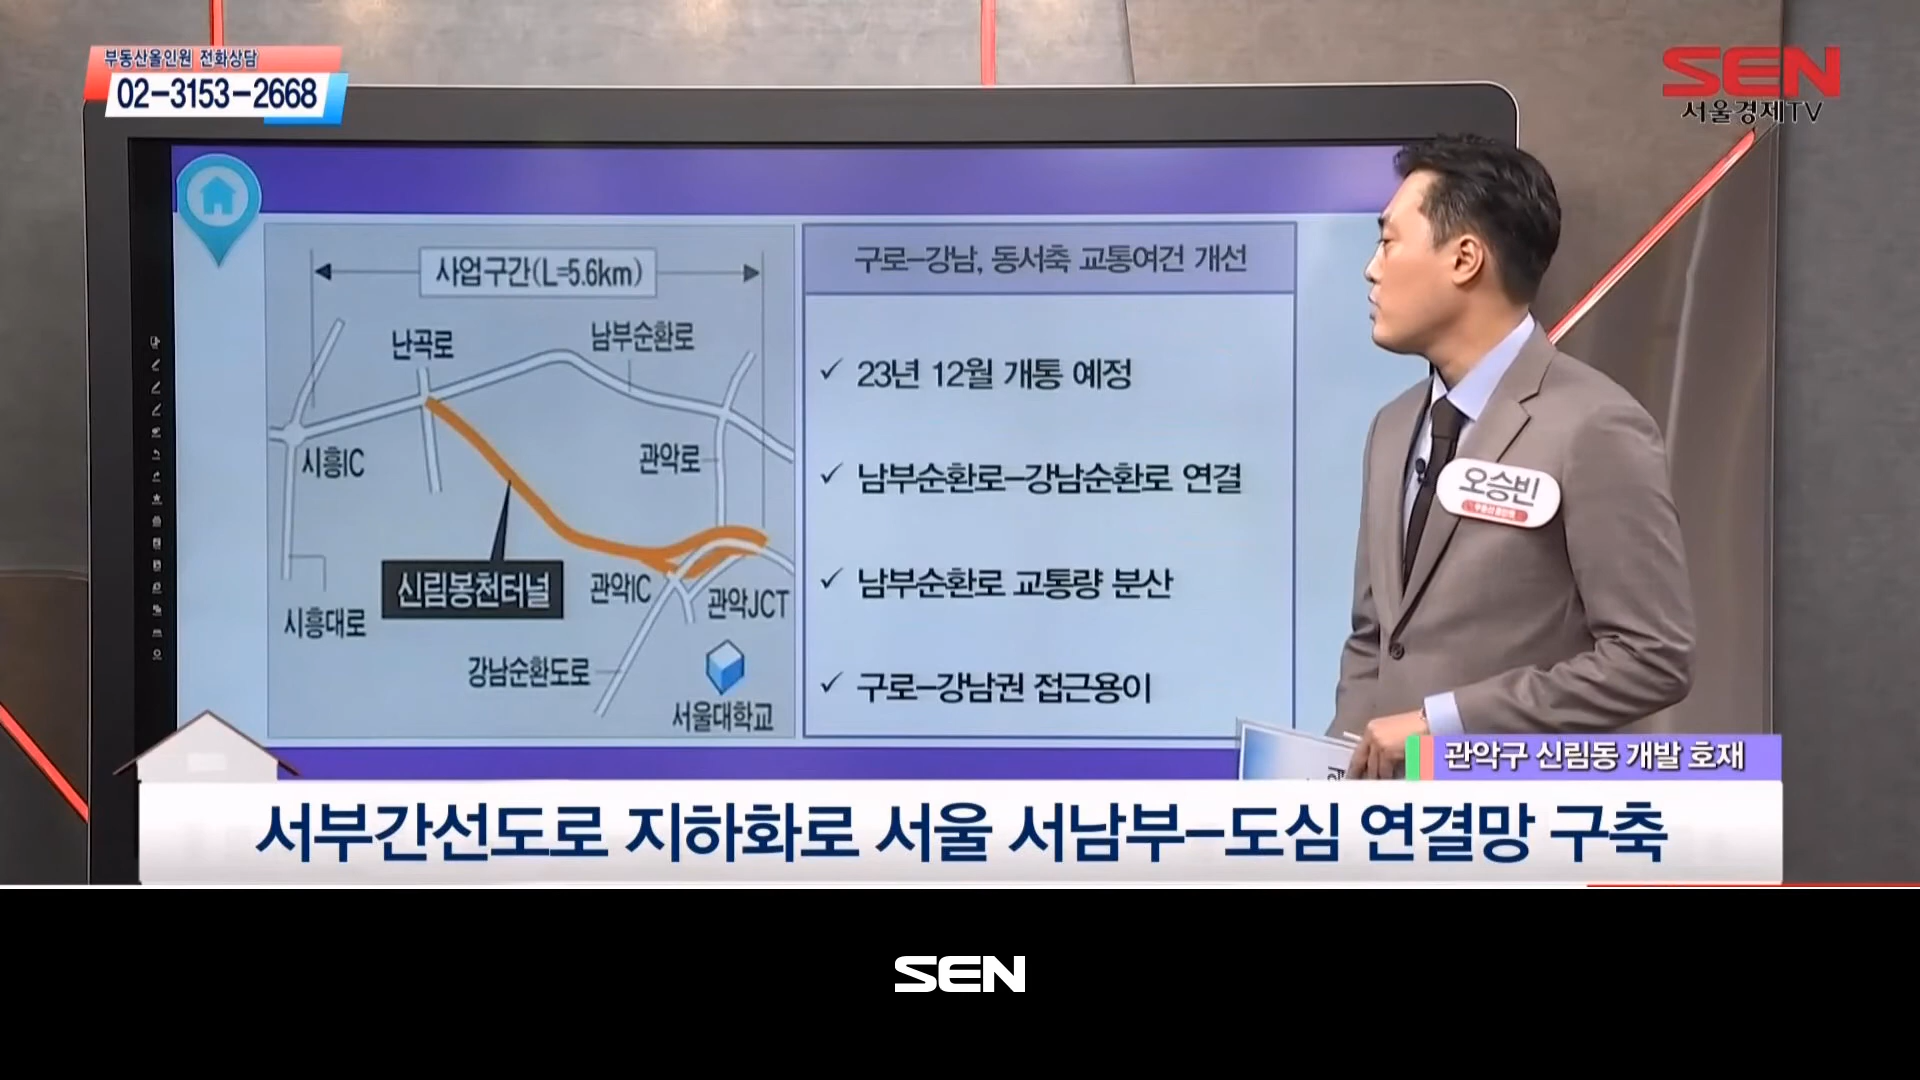 부동산올인원 전화상담
02-3153-2668
SEN
서울경제TV
사업구간(L=5.6km)
난곡로
남부순환로
시흥IC
관악로
신림봉천터널
관악IC
관악JCT
시흥대로
강남순환도로
서울대학교
구로-강남, 동서축 교통여건 개선
✓ 23년 12월 개통 예정
✓ 남부순환로-강남순환로 연결
✓ 남부순환로 교통량 분산
✓ 구로-강남권 접근용이
오승빈
관악구 신림동 개발 호재
서부간선도로 지하화로 서울 서남부-도심 연결망 구축
SEN